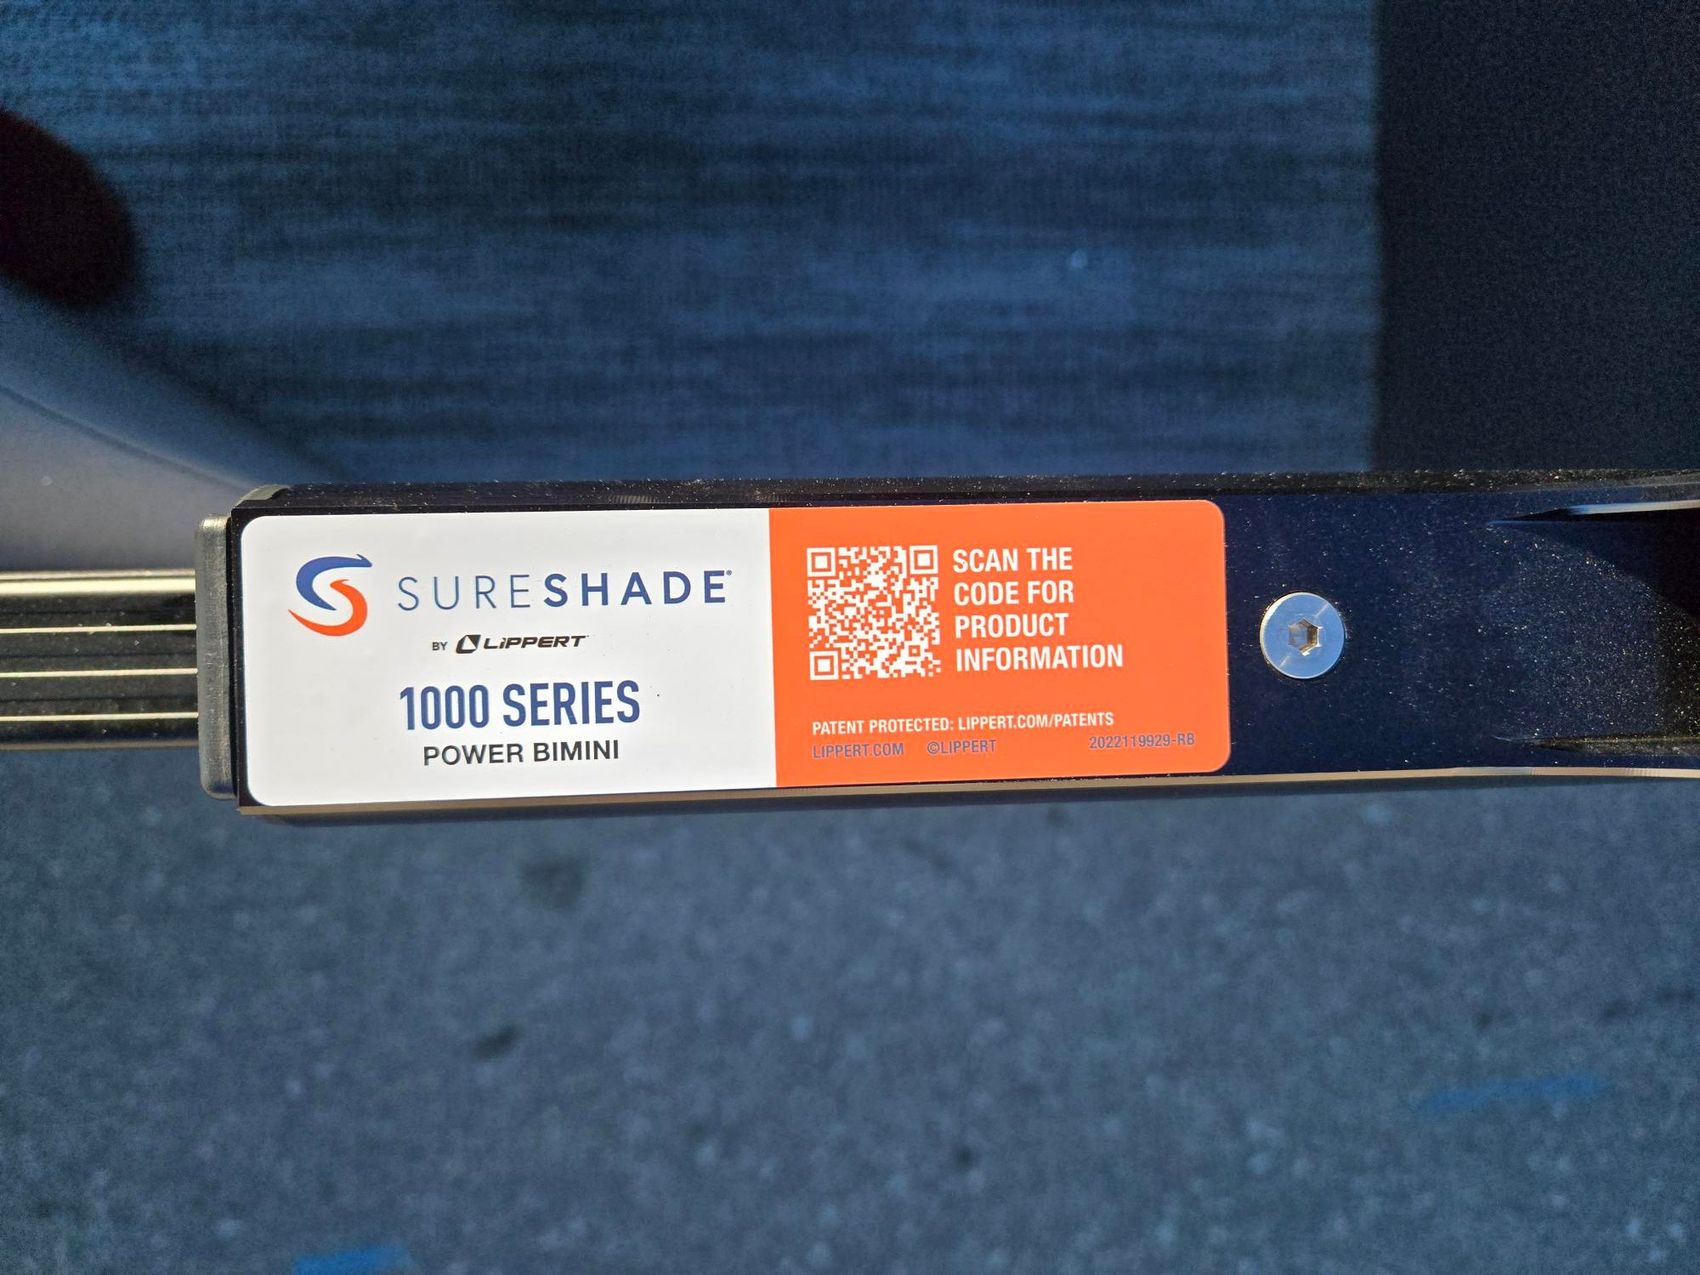 SURESHADE®
BY LiPPERT™
1000 SERIES
POWER BIMINI
SCAN THE
CODE FOR
PRODUCT
INFORMATION
PATENT PROTECTED: LIPPERT.COM/PATENTS
LIPPERT.COM ©LIPPERT 2022119929-RB